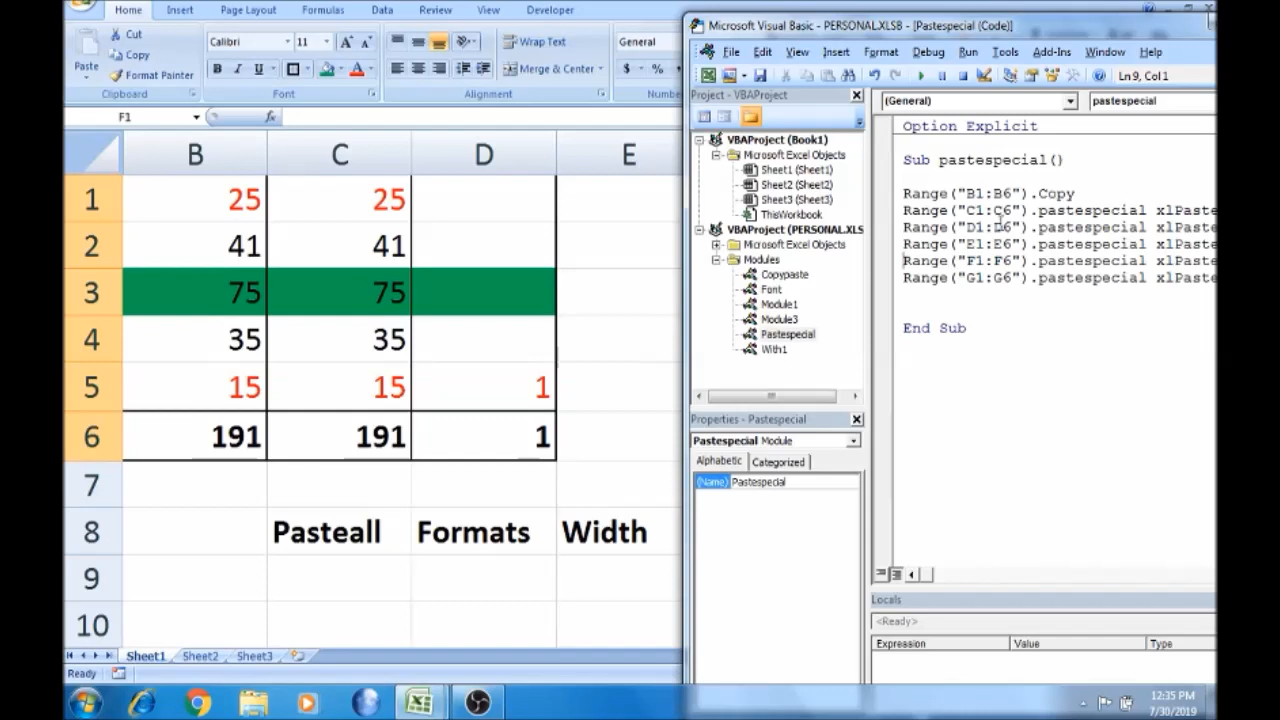 Home Insert Page Layout Formulas Data Review View Developer
Cut
Copy
Format Painter
Paste
Clipboard
Calibri 11
Font
Wrap Text
Merge & Center
Alignment
General
$ %
Numbe
F1 fx
B C D E
1 25 25
2 41 41
3 75 75
4 35 35
5 15 15 1
6 191 191 1
7
8 Pasteall Formats Width
9
10
Sheet1 Sheet2 Sheet3
Ready
Microsoft Visual Basic - PERSONAL.XLSB - [Pastespecial (Code)]
File Edit View Insert Format Debug Run Tools Add-Ins Window Help
Ln 9, Col 1
Project - VBAProject
VBAProject (Book1)
Microsoft Excel Objects
Sheet1 (Sheet1)
Sheet2 (Sheet2)
Sheet3 (Sheet3)
ThisWorkbook
VBAProject (PERSONAL.XLS
Microsoft Excel Objects
Modules
Copypaste
Font
Module1
Module3
Pastespecial
With1
Properties - Pastespecial
Pastespecial Module
Alphabetic Categorized
(Name) Pastespecial
(General) pastespecial
Option Explicit
Sub pastespecial()
Range("B1:B6").Copy
Range("C1:C6").pastespecial xlPaste
Range("D1:D6").pastespecial xlPaste
Range("E1:E6").pastespecial xlPaste
Range("F1:F6").pastespecial xlPaste
Range("G1:G6").pastespecial xlPaste
End Sub
Locals
<Ready>
Expression Value Type
12:35 PM
7/30/2019